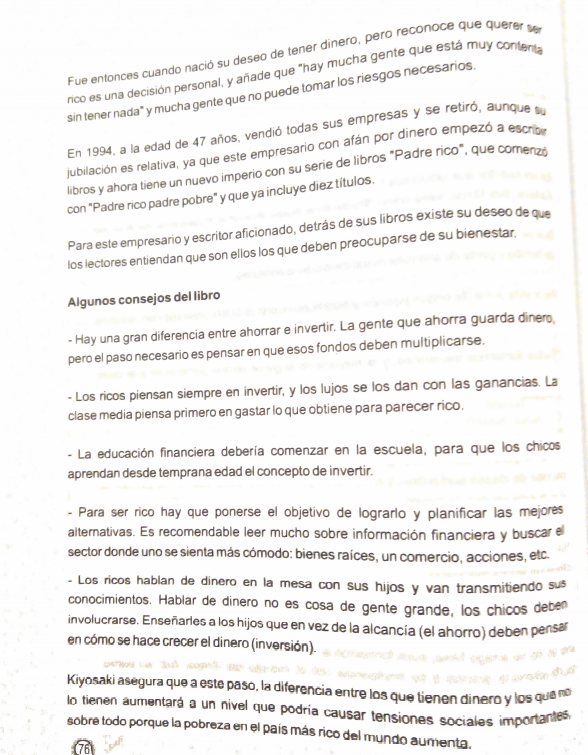 Fue entonces cuando nació su deseo de tener dinero, pero reconoce que querer ser
rico es una decisión personal, y añade que "hay mucha gente que está muy contenta
sin tener nada" y mucha gente que no puede tomar los riesgos necesarios.
En 1994, a la edad de 47 años, vendió todas sus empresas y se retiró, aunque su
jubilación es relativa, ya que este empresario con afán por dinero empezó a escribir
libros y ahora tiene un nuevo imperio con su serie de libros "Padre rico", que comenzó
con "Padre rico padre pobre" y que ya incluye diez títulos.
Para este empresario y escritor aficionado, detrás de sus libros existe su deseo de que
los lectores entiendan que son ellos los que deben preocuparse de su bienestar.
Algunos consejos del libro
- Hay una gran diferencia entre ahorrar e invertir. La gente que ahorra guarda dinero,
pero el paso necesario es pensar en que esos fondos deben multiplicarse.
- Los ricos piensan siempre en invertir, y los lujos se los dan con las ganancias. La
clase media piensa primero en gastar lo que obtiene para parecer rico.
- La educación financiera debería comenzar en la escuela, para que los chicos
aprendan desde temprana edad el concepto de invertir.
- Para ser rico hay que ponerse el objetivo de lograrlo y planificar las mejores
alternativas. Es recomendable leer mucho sobre información financiera y buscar el
sector donde uno se sienta más cómodo: bienes raíces, un comercio, acciones, etc.
- Los ricos hablan de dinero en la mesa con sus hijos y van transmitiendo sus
conocimientos. Hablar de dinero no es cosa de gente grande, los chicos deben
involucrarse. Enseñarles a los hijos que en vez de la alcancía (el ahorro) deben pensar
en cómo se hace crecer el dinero (inversión).
Kiyosaki asegura que a este paso, la diferencia entre los que tienen dinero y los que no
lo tienen aumentará a un nivel que podría causar tensiones sociales importantes,
sobre todo porque la pobreza en el país más rico del mundo aumenta.
76